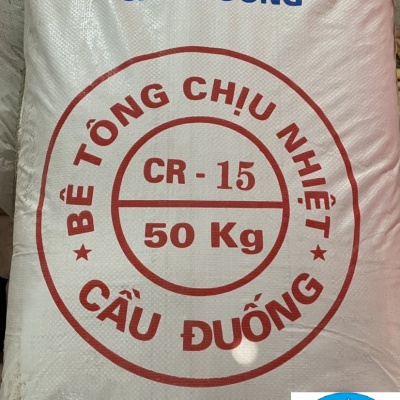 BÊ TÔNG CHỊU NHIỆT
CR - 15
50 Kg
CẦU ĐUỐNG